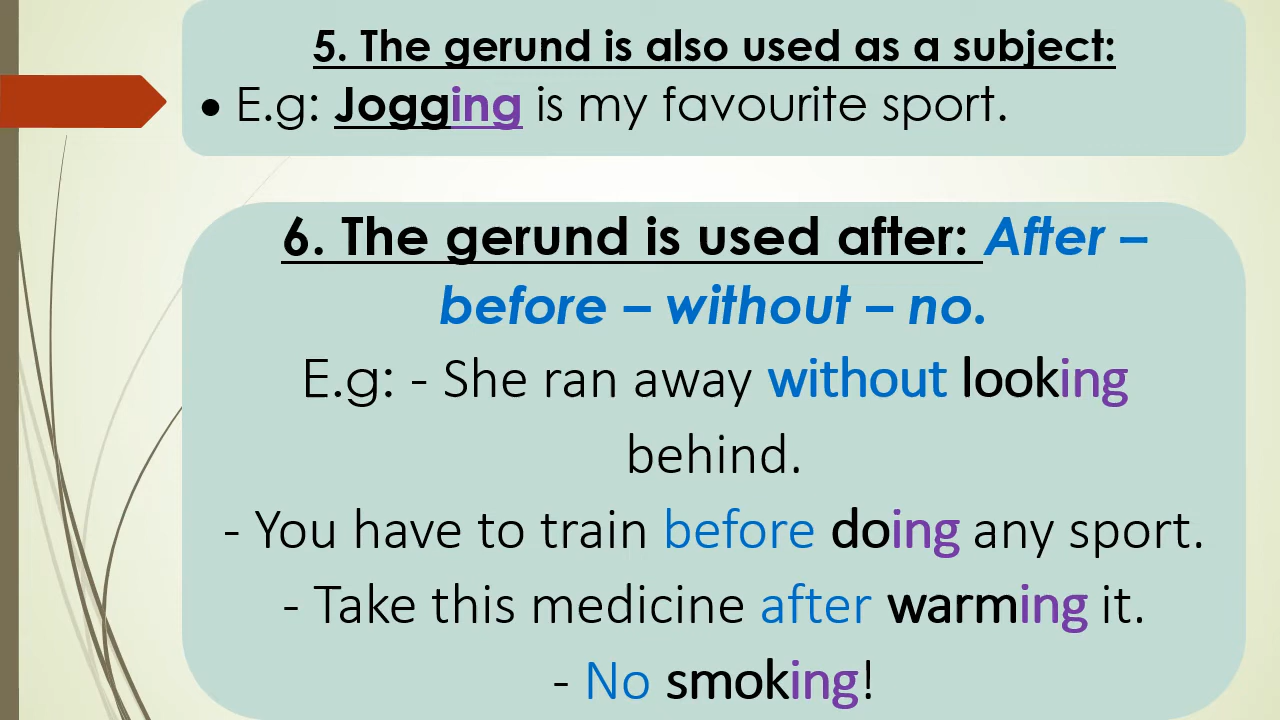 5. The gerund is also used as a subject:
• E.g: Jogging is my favourite sport.
6. The gerund is used after: After –
before – without – no.
E.g: - She ran away without looking
behind.
- You have to train before doing any sport.
- Take this medicine after warming it.
- No smoking!